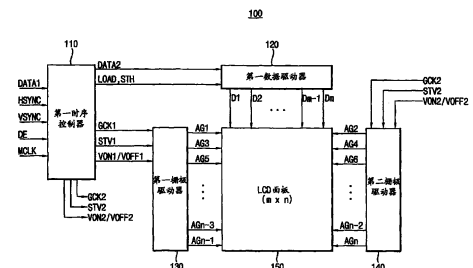 100
110
DATA2
LOAD,STH
120
第一数据驱动器
DATA1
HSYNC
VSYNC
DE
MCLK
第一时序
控制器
D1
D2
...
Dm-1
Dm
GCK2
STV2
VON2/VOFF2
GCK1
STV1
VON1/VOFF1
GCK2
STV2
VON2/VOFF2
第一栅极
驱动器
AG1
AG3
AG5
AGn-3
AGn-1
LCD面板
(m x n)
AG2
AG4
AG6
AGn-2
AGn
第二栅极
驱动器
130
150
140